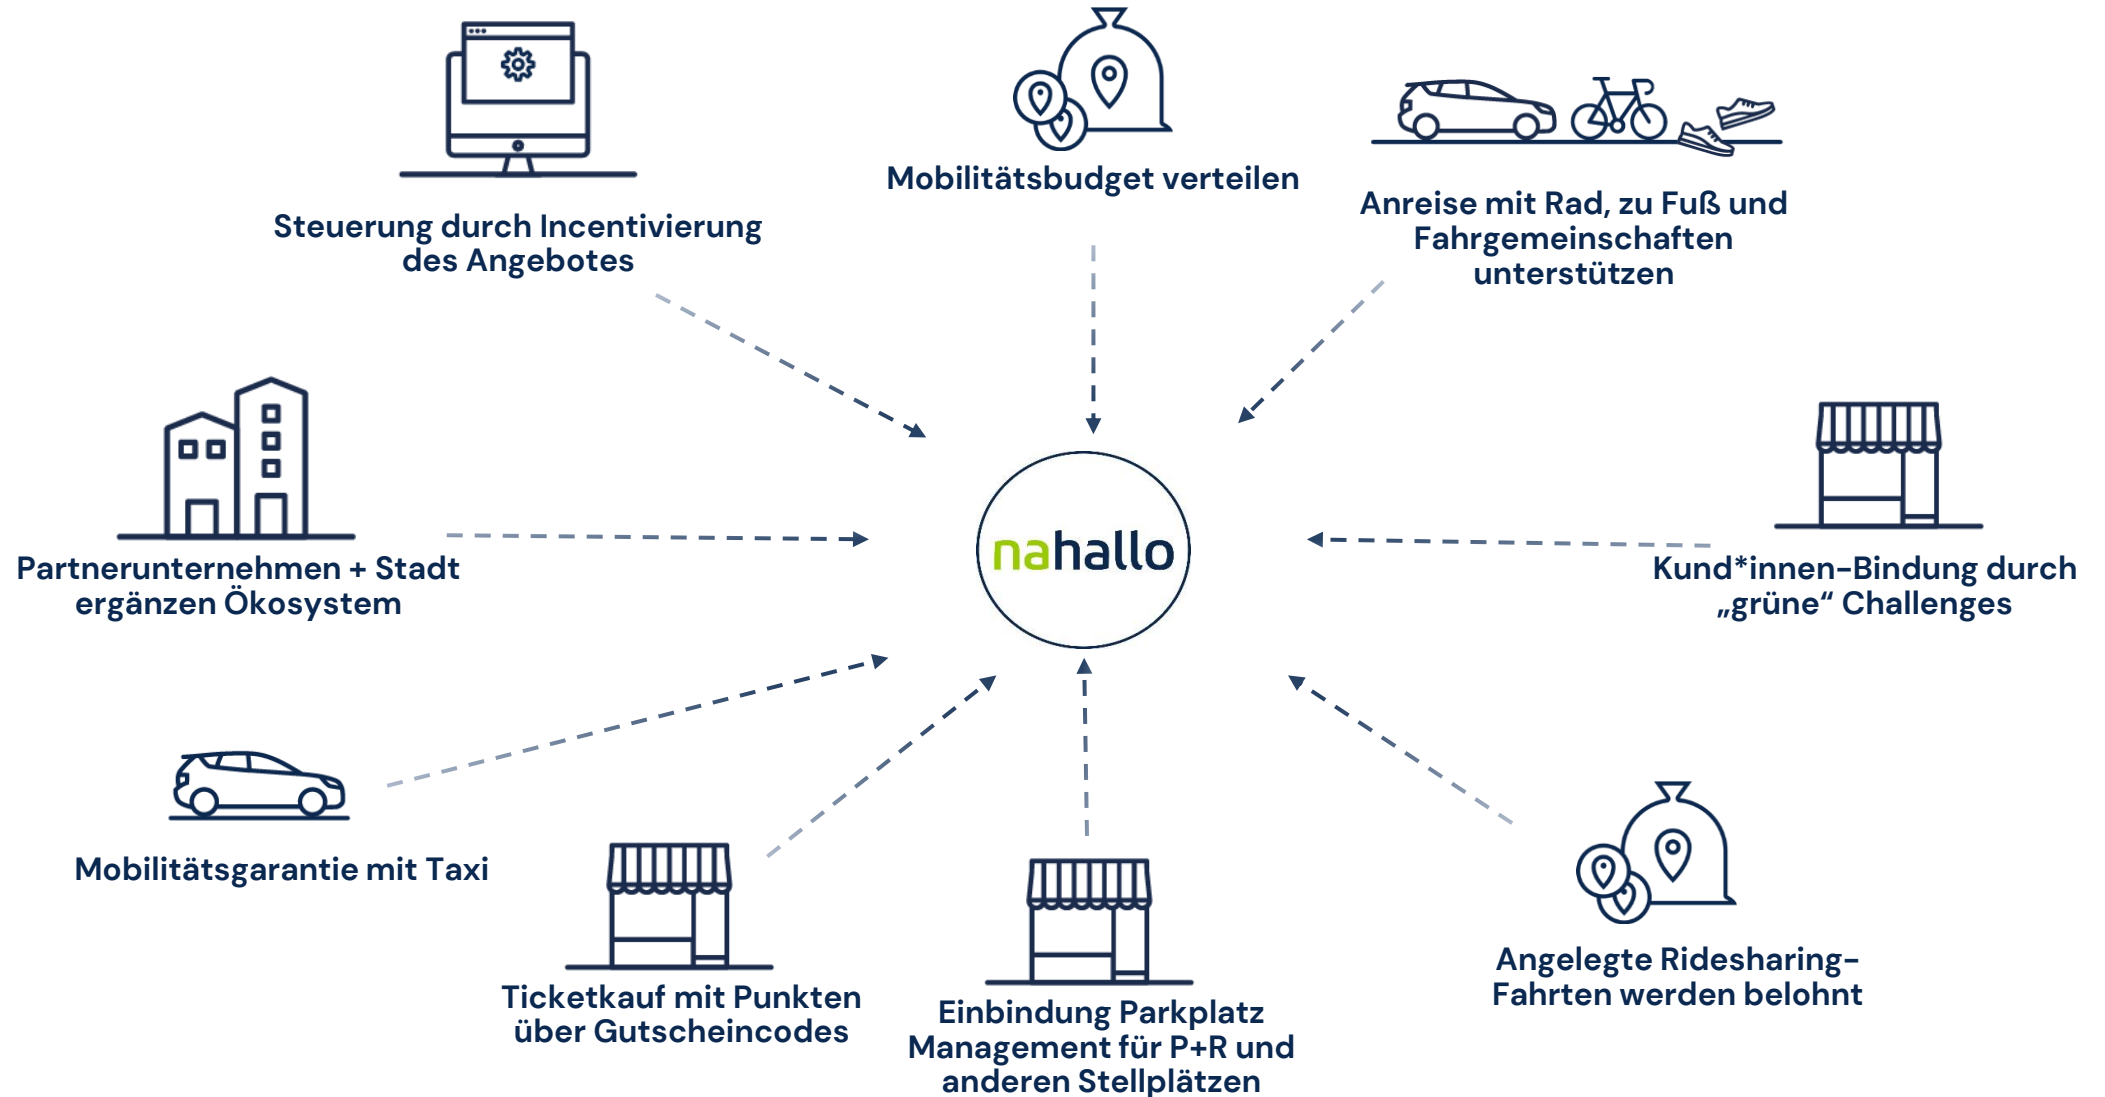 Mobilitätsbudget verteilen
Steuerung durch Incentivierung
des Angebotes
Anreise mit Rad, zu Fuß und
Fahrgemeinschaften
unterstützen
Partnerunternehmen + Stadt
ergänzen Ökosystem
nahallo
Kund*innen-Bindung durch
„grüne“ Challenges
Mobilitätsgarantie mit Taxi
Ticketkauf mit Punkten
über Gutscheincodes
Einbindung Parkplatz
Management für P+R und
anderen Stellplätzen
Angelegte Ridesharing-
Fahrten werden belohnt